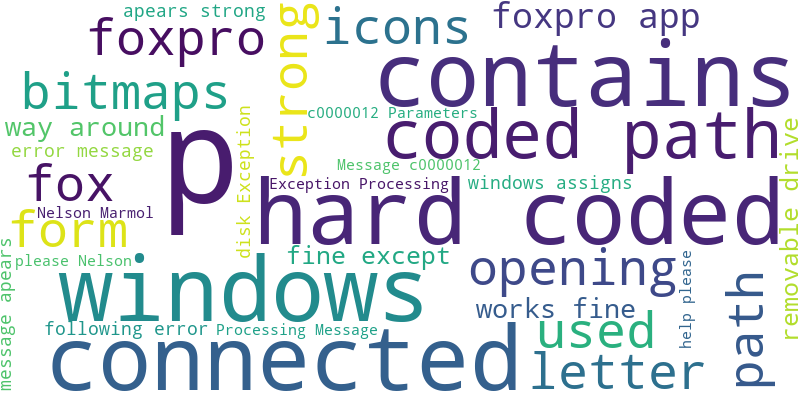 apears strong
foxpro
strong
icons
foxpro app
bitmaps
contains
c0000012 Parameters
way around
p
coded path
error message
disk Exception
removable drive
Message c0000012
fox
Exception Processing
windows assigns
Nelson Marmol
hard coded
form
please Nelson
fine except
opening
windows
message apears
help please
path
works fine
following error
Processing Message
used
connected
letter